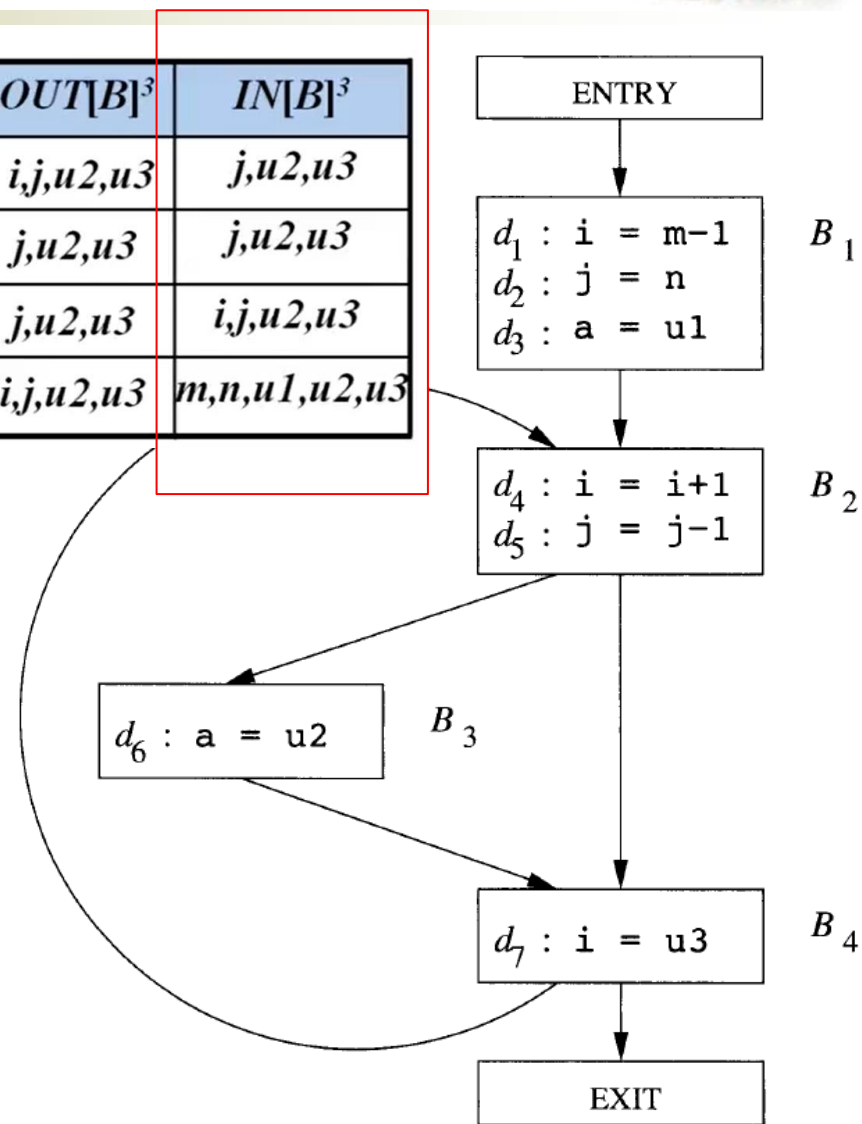 OUT[B]³ IN[B]³
i,j,u2,u3 j,u2,u3
j,u2,u3 j,u2,u3
j,u2,u3 i,j,u2,u3
i,j,u2,u3 m,n,u1,u2,u3
ENTRY
d₁ : i = m-1
d₂ : j = n
d₃ : a = u1
B₁
d₄ : i = i+1
d₅ : j = j-1
B₂
d₆ : a = u2
B₃
d₇ : i = u3
B₄
EXIT